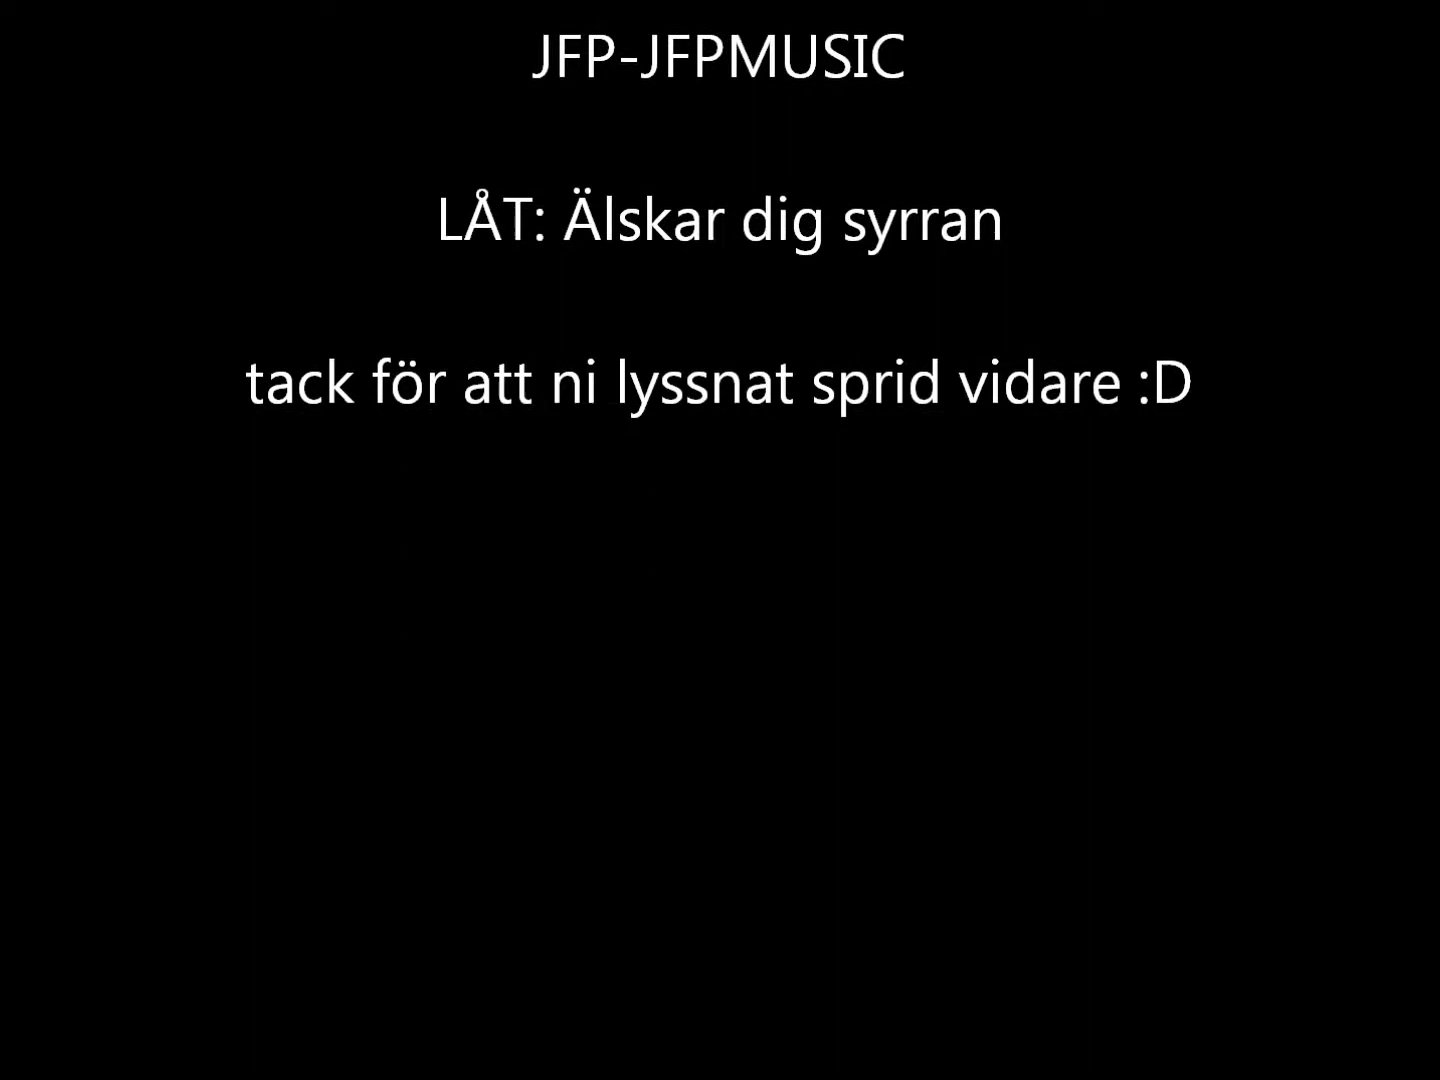 JFP-JFPMUSIC
LÅT: Älskar dig syrran
tack för att ni lyssnat sprid vidare :D